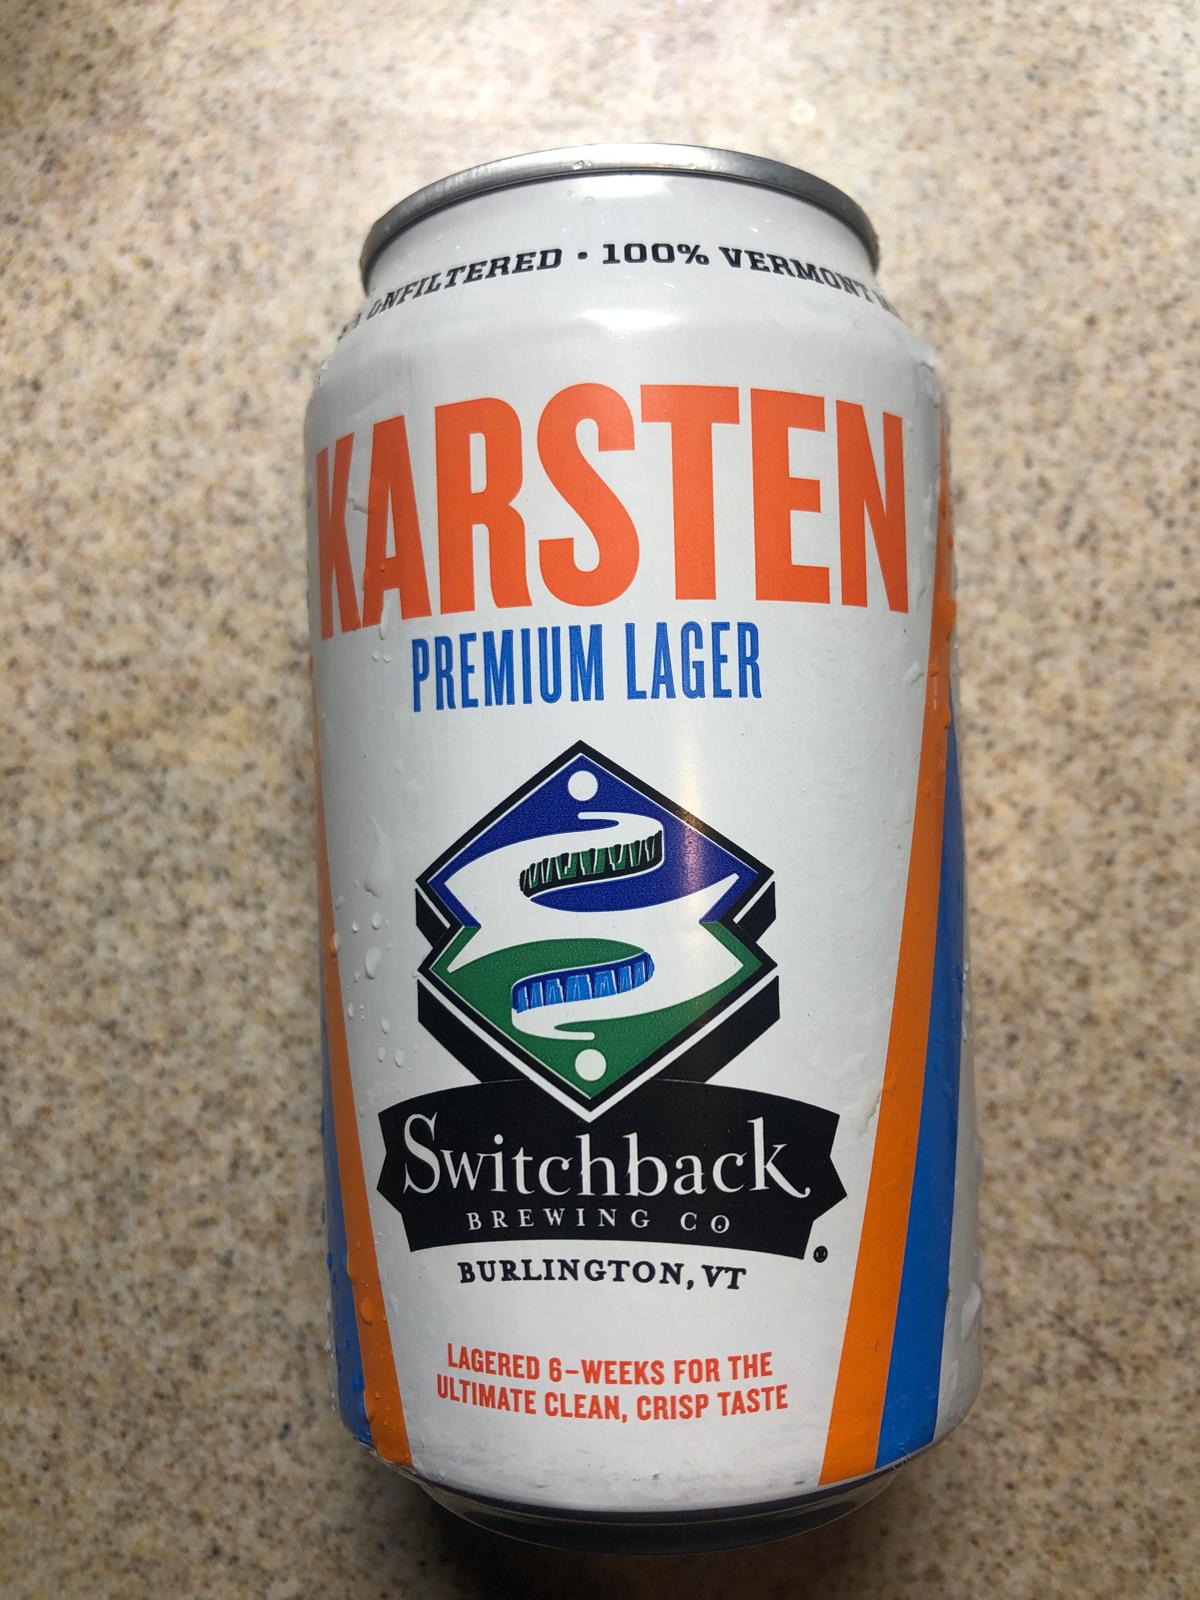 UNFILTERED • 100% VERMONT
KARSTEN
PREMIUM LAGER
Switchback
BREWING CO
BURLINGTON, VT
LAGERED 6-WEEKS FOR THE
ULTIMATE CLEAN, CRISP TASTE